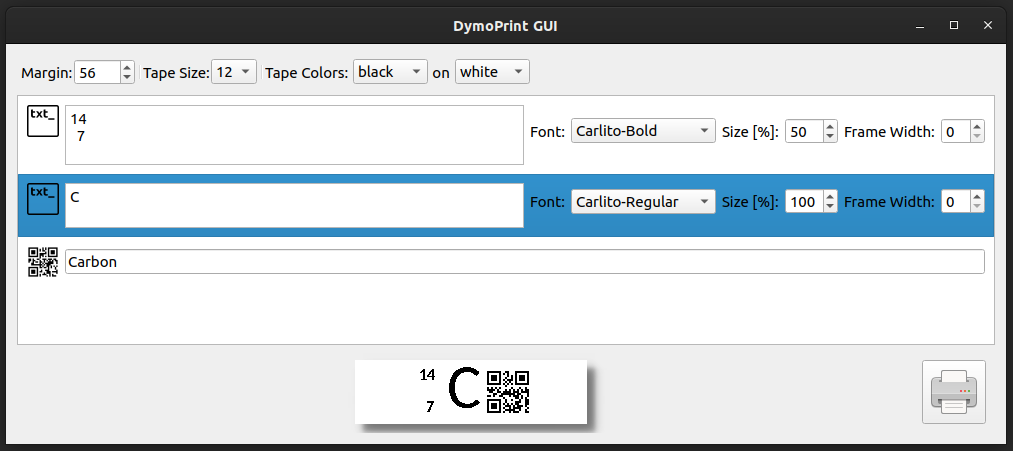 DymoPrint GUI
Margin: 56 Tape Size: 12 Tape Colors: black on white
txt_ 14
7
Font: Carlito-Bold Size [%]: 50 Frame Width: 0
txt_ C Font: Carlito-Regular Size [%]: 100 Frame Width: 0
Carbon
14 C
7